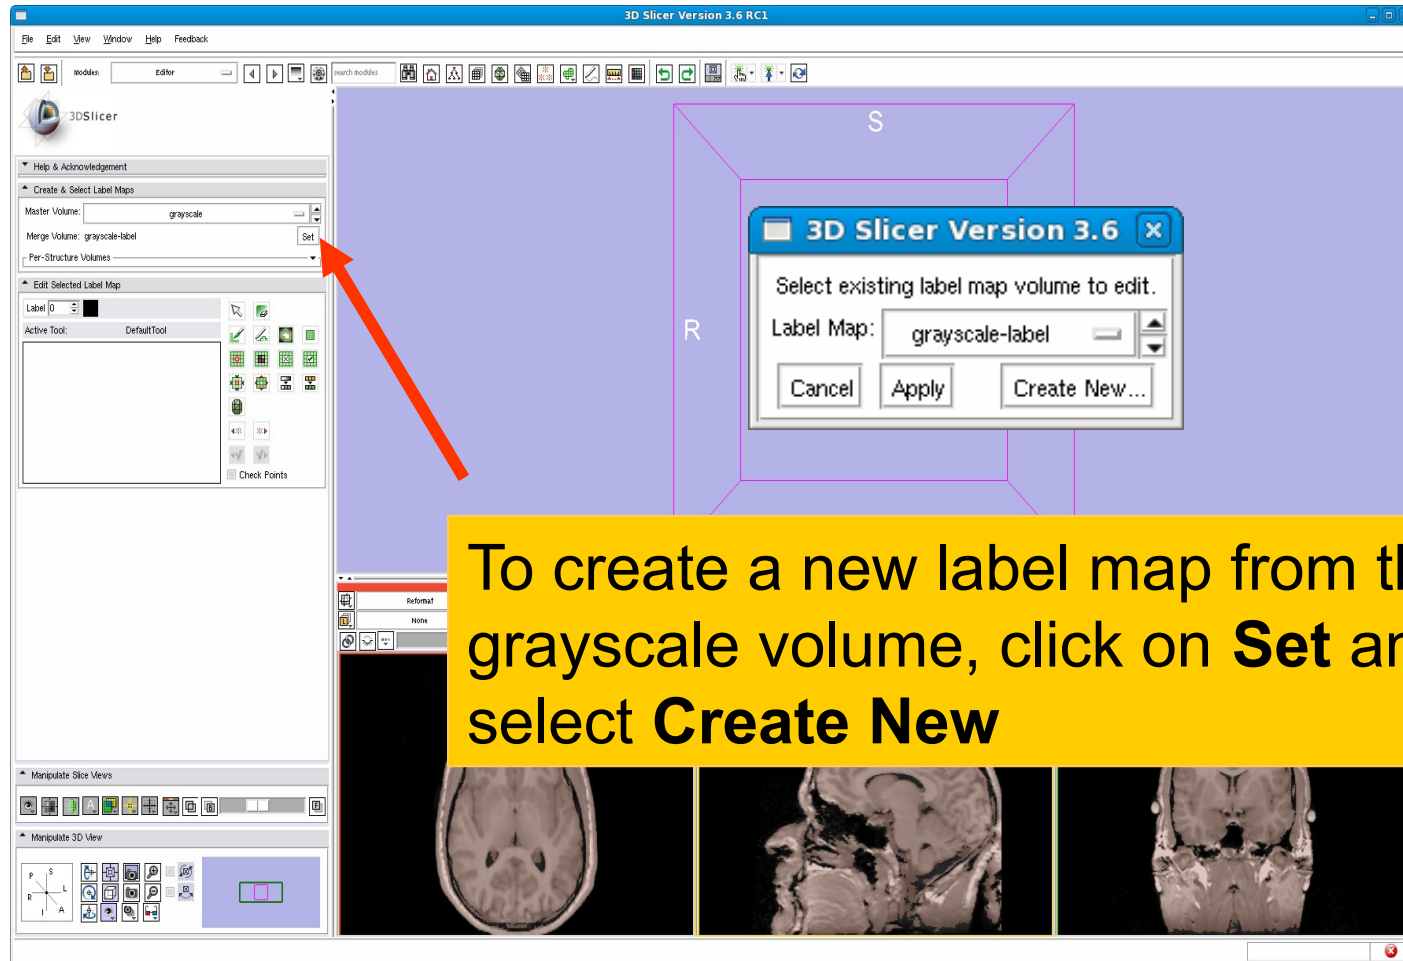 3D Slicer Version 3.6 RC1
File Edit View Window Help Feedback
Modules: Editor search modules
3DSlicer
Help & Acknowledgement
Create & Select Label Maps
Master Volume: grayscale
Merge Volume: grayscale-label Set
Per-Structure Volumes
Edit Selected Label Map
Label 0
Active Tool: DefaultTool
Check Points
S
R
3D Slicer Version 3.6
Select existing label map volume to edit.
Label Map: grayscale-label
Cancel Apply Create New...
To create a new label map from th
grayscale volume, click on Set an
select Create New
Reformat
None
Manipulate Slice Views
Manipulate 3D View
P S
R L
I A